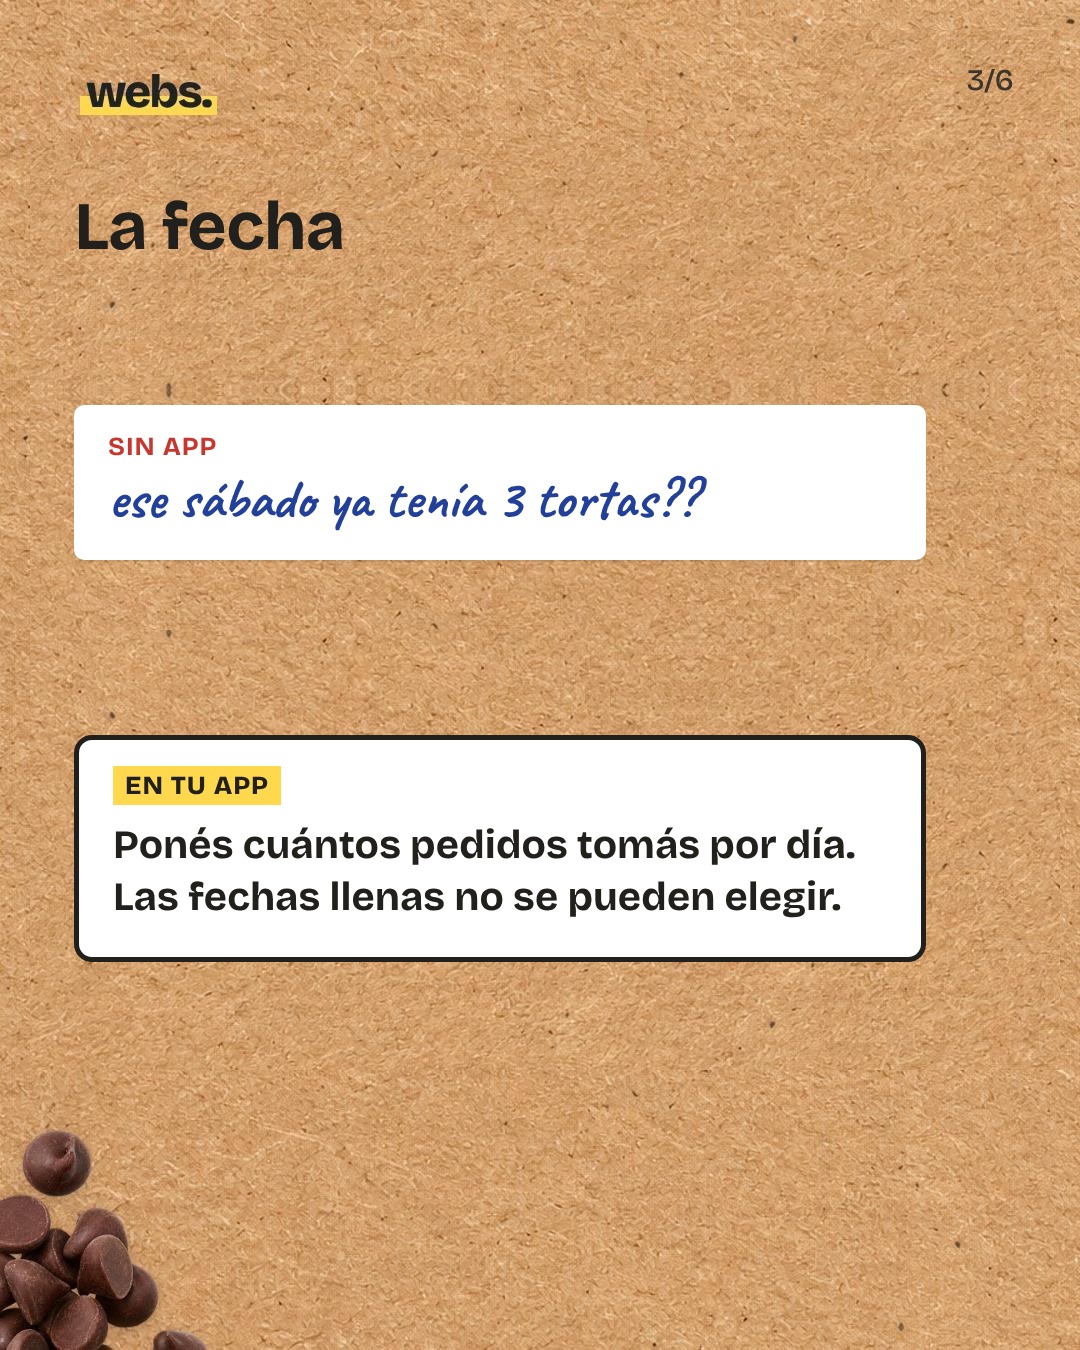 webs.
3/6
La fecha
SIN APP
ese sábado ya tenía 3 tortas??
EN TU APP
Ponés cuántos pedidos tomás por día.
Las fechas llenas no se pueden elegir.